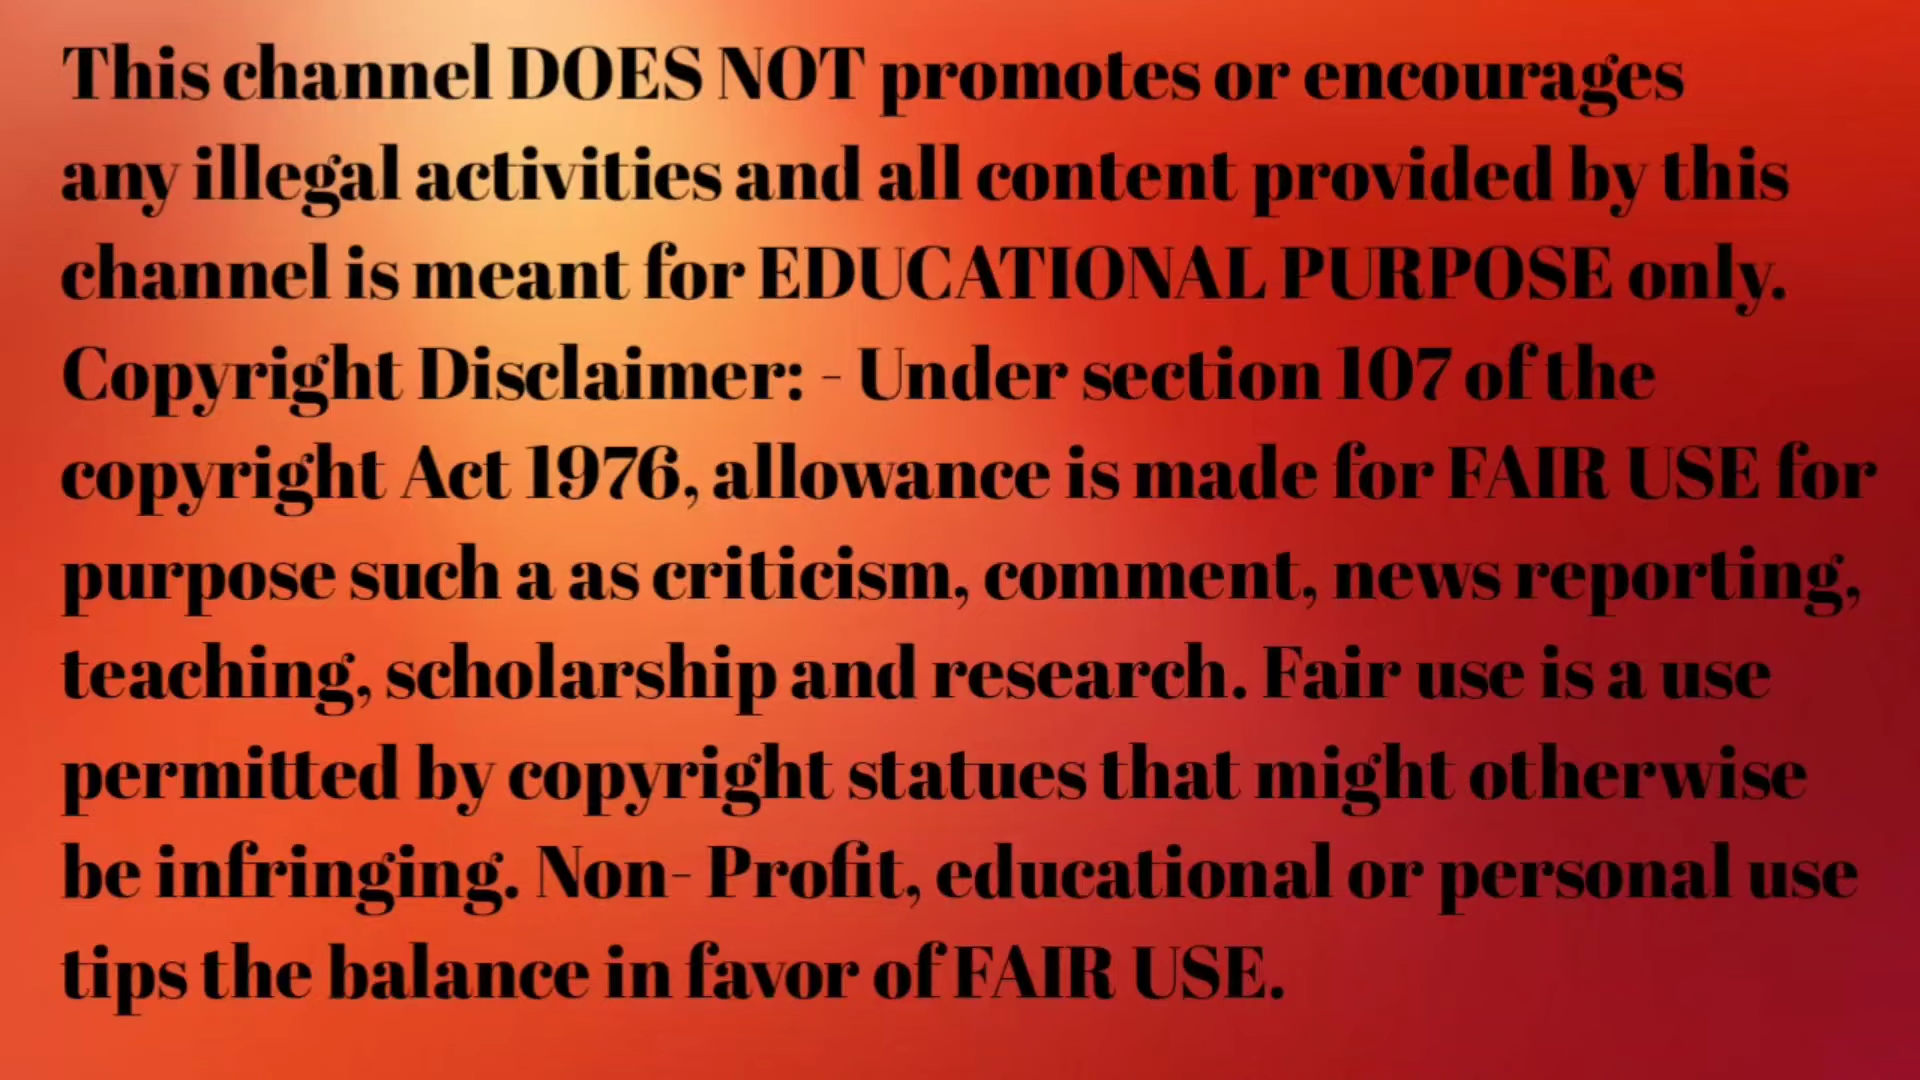 This channel DOES NOT promotes or encourages
any illegal activities and all content provided by this
channel is meant for EDUCATIONAL PURPOSE only.
Copyright Disclaimer: - Under section 107 of the
copyright Act 1976, allowance is made for FAIR USE for
purpose such a as criticism, comment, news reporting,
teaching, scholarship and research. Fair use is a use
permitted by copyright statues that might otherwise
be infringing. Non- Profit, educational or personal use
tips the balance in favor of FAIR USE.